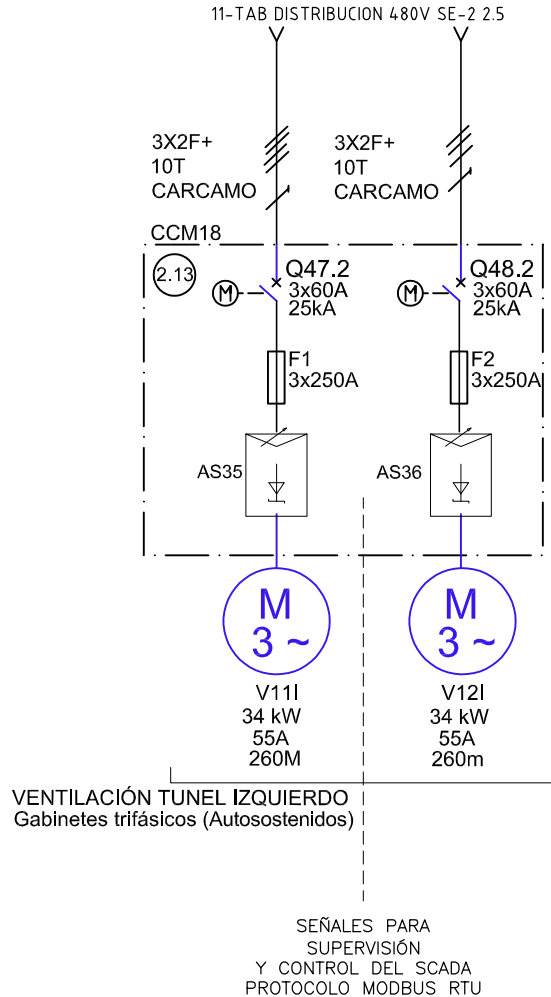 11-TAB DISTRIBUCION 480V SE-2 2.5
3X2F+
10T
CARCAMO
3X2F+
10T
CARCAMO
CCM18
2.13
M
Q47.2
3x60A
25kA
M
Q48.2
3x60A
25kA
F1
3x250A
F2
3x250A
AS35
AS36
M
3 ~
M
3 ~
V11I
34 kW
55A
260M
V12I
34 kW
55A
260m
VENTILACIÓN TUNEL IZQUIERDO
Gabinetes trifásicos (Autosostenidos)
SEÑALES PARA
SUPERVISIÓN
Y CONTROL DEL SCADA
PROTOCOLO MODBUS RTU